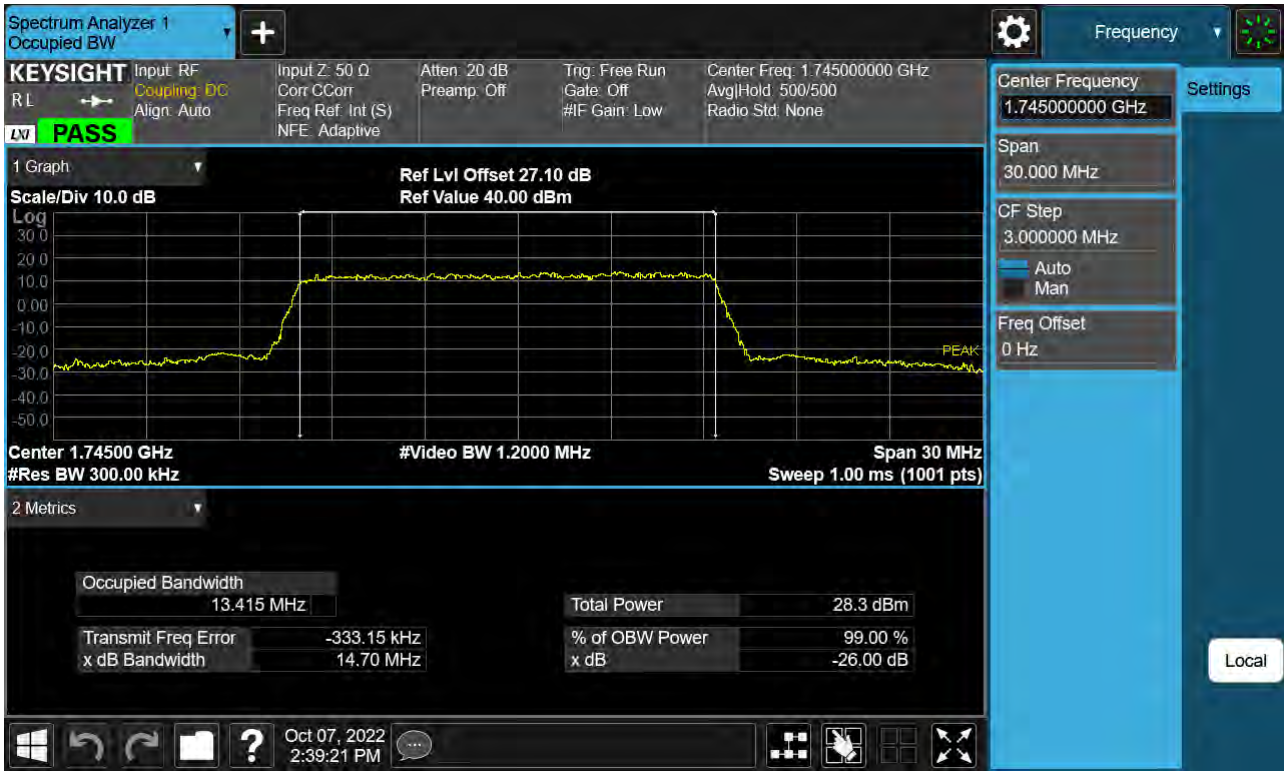 Spectrum Analyzer 1
Occupied BW
Frequency
KEYSIGHT
RL
LXI
PASS
Input: RF
Coupling: DC
Align: Auto
Input Z: 50 Ω
Corr CCorr
Freq Ref: Int (S)
NFE: Adaptive
Atten: 20 dB
Preamp: Off
Trig: Free Run
Gate: Off
#IF Gain: Low
Center Freq: 1.745000000 GHz
Avg|Hold: 500/500
Radio Std: None
Center Frequency
1.745000000 GHz
Settings
Span
30.000 MHz
CF Step
3.000000 MHz
Auto
Man
Freq Offset
0 Hz
1 Graph
Scale/Div 10.0 dB
Ref Lvl Offset 27.10 dB
Ref Value 40.00 dBm
Log
30.0
20.0
10.0
0.00
-10.0
-20.0
-30.0
-40.0
-50.0
PEAK
Center 1.74500 GHz
#Video BW 1.2000 MHz
Span 30 MHz
#Res BW 300.00 kHz
Sweep 1.00 ms (1001 pts)
2 Metrics
Occupied Bandwidth
13.415 MHz
Total Power 28.3 dBm
Transmit Freq Error -333.15 kHz
% of OBW Power 99.00 %
x dB Bandwidth 14.70 MHz
x dB -26.00 dB
Local
?
Oct 07, 2022
2:39:21 PM